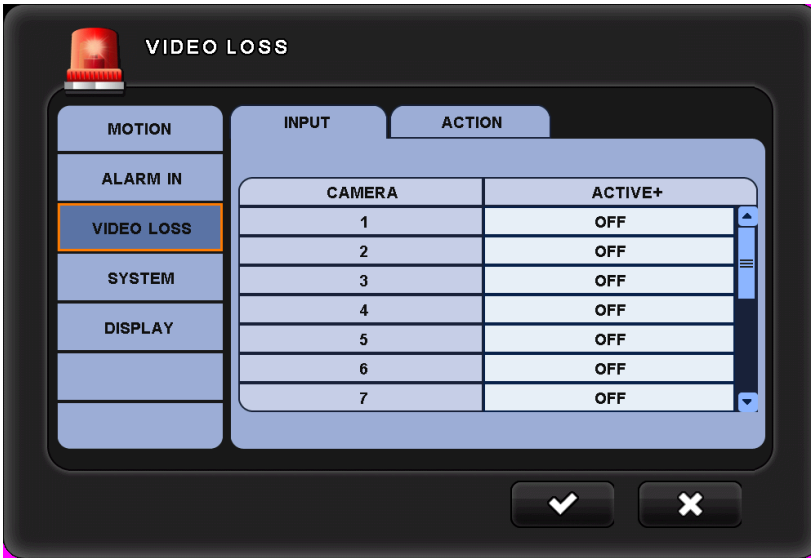 VIDEO LOSS
MOTION
ALARM IN
VIDEO LOSS
SYSTEM
DISPLAY
INPUT ACTION
CAMERA ACTIVE+
1 OFF
2 OFF
3 OFF
4 OFF
5 OFF
6 OFF
7 OFF